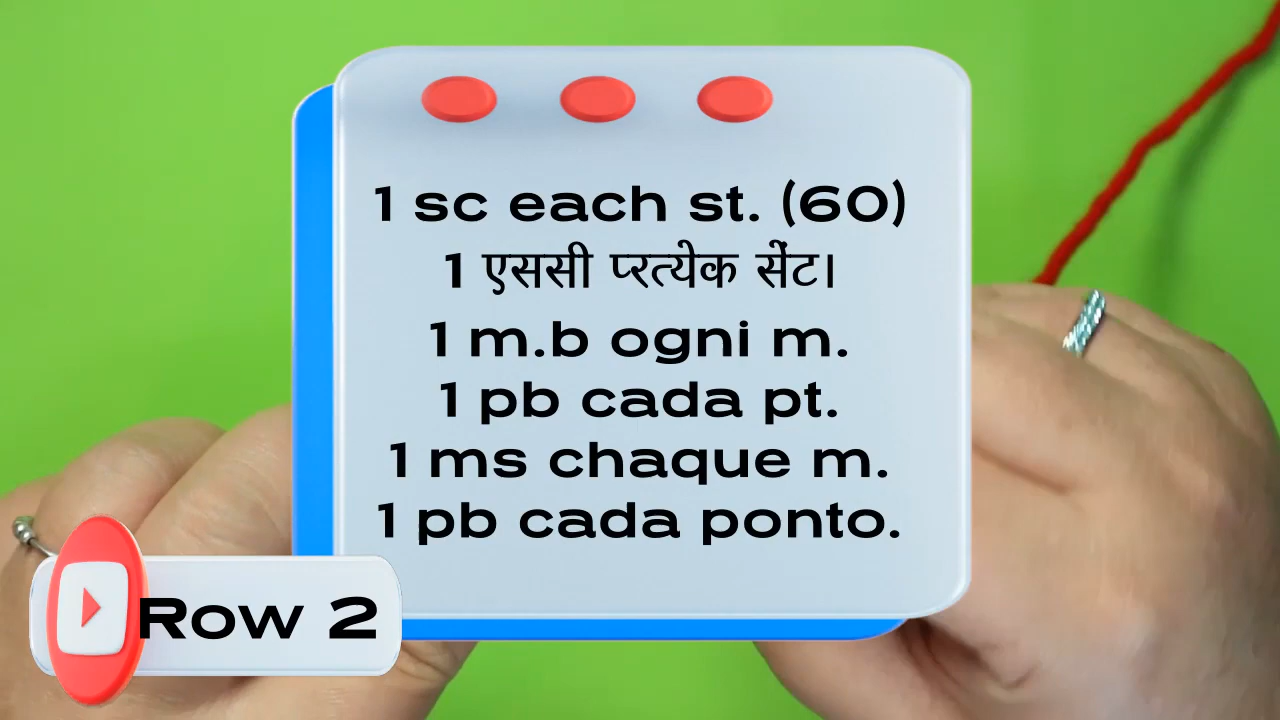 1 sc each st. (60)
1 एससी प्रत्येक सेंट।
1 m.b ogni m.
1 pb cada pt.
1 ms chaque m.
1 pb cada ponto.
Row 2